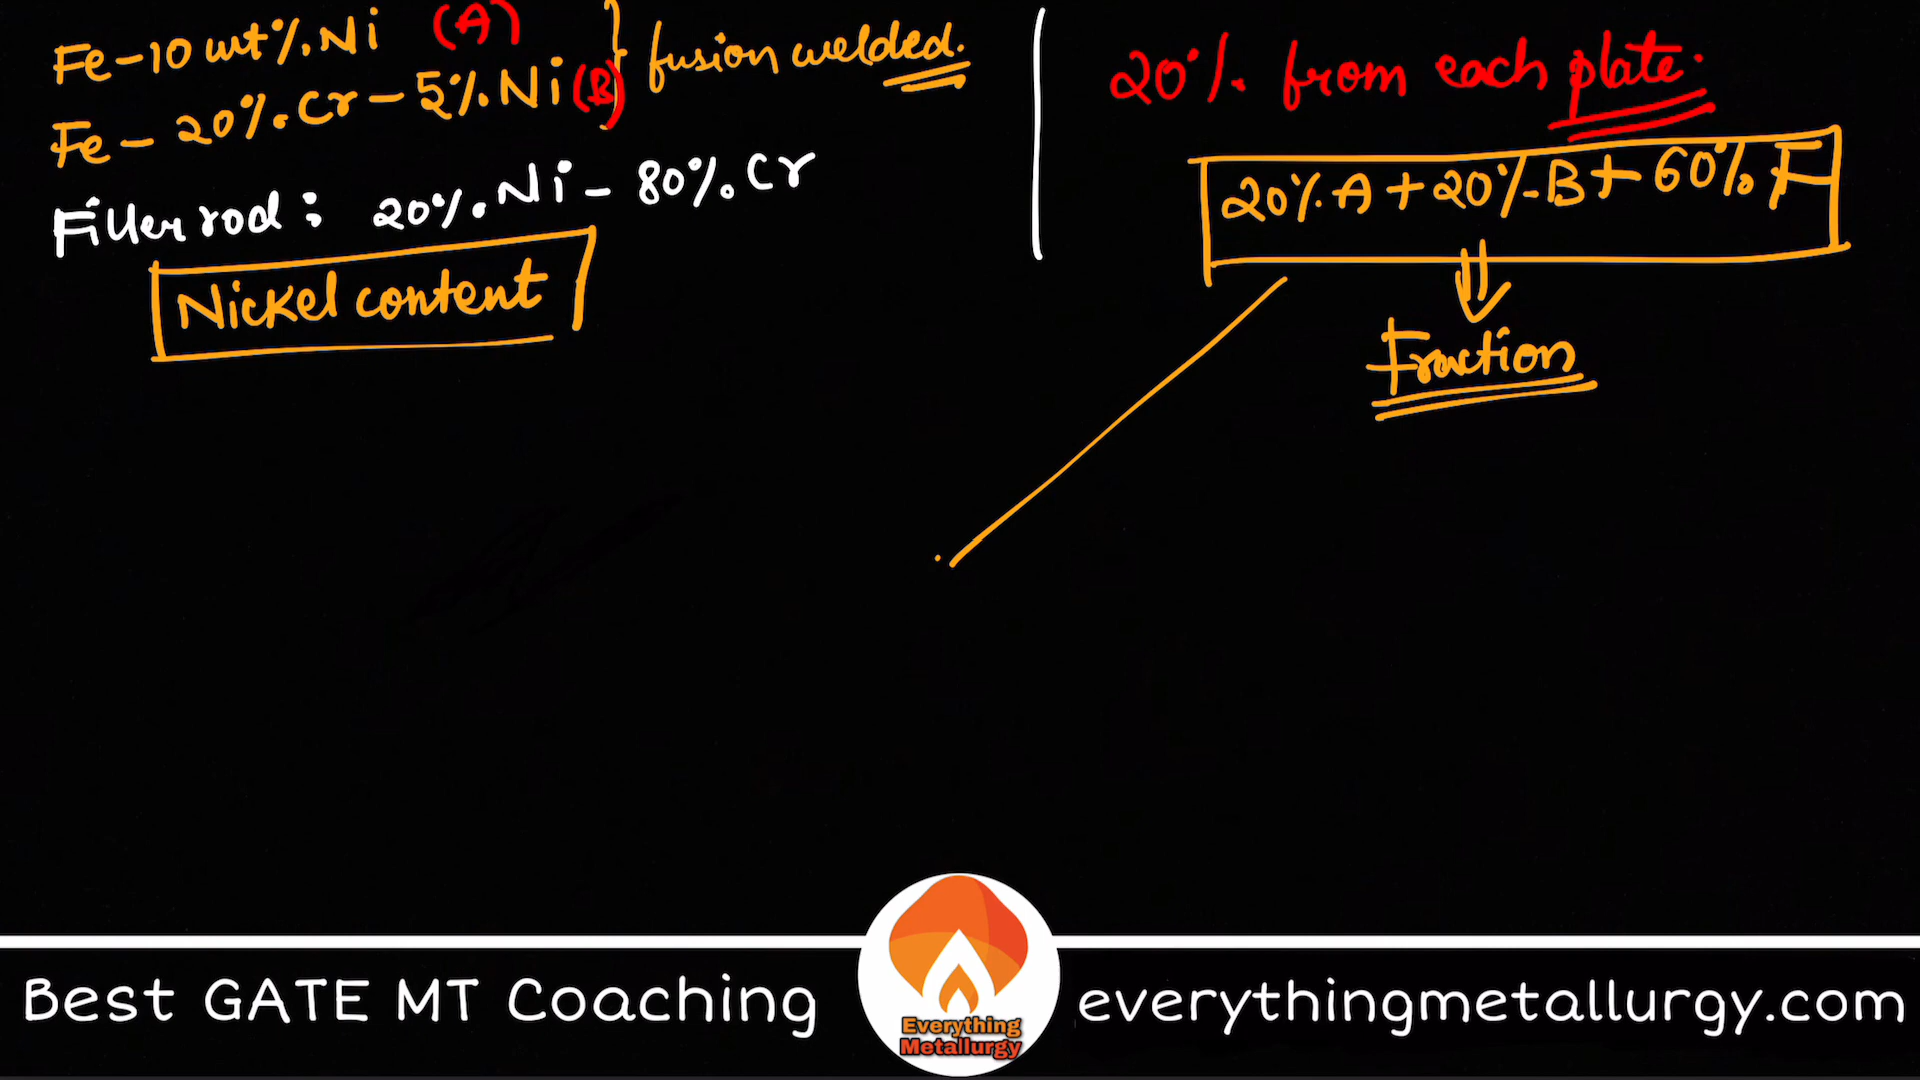 Fe-10 wt%.Ni (A)
Fe - 20%.Cr - 5%.Ni (B)
fusion welded.
Filler rod : 20%.Ni - 80%.Cr
Nickel content
20%. from each plate.
20%.A + 20%.B + 60%.F
Fraction
Best GATE MT Coaching
Everything
Metallurgy
everythingmetallurgy.com